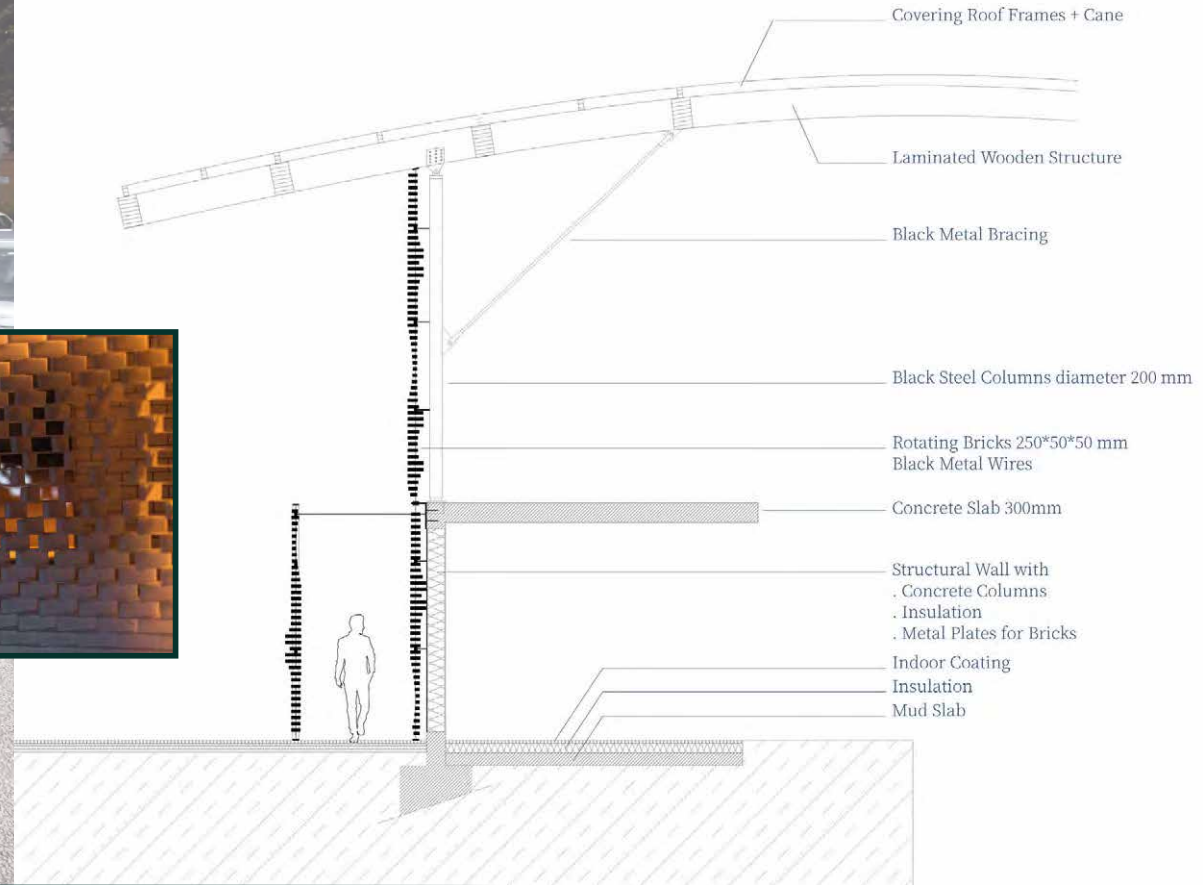 Covering Roof Frames + Cane
Laminated Wooden Structure
Black Metal Bracing
Black Steel Columns diameter 200 mm
Rotating Bricks 250*50*50 mm
Black Metal Wires
Concrete Slab 300mm
Structural Wall with
. Concrete Columns
. Insulation
. Metal Plates for Bricks
Indoor Coating
Insulation
Mud Slab